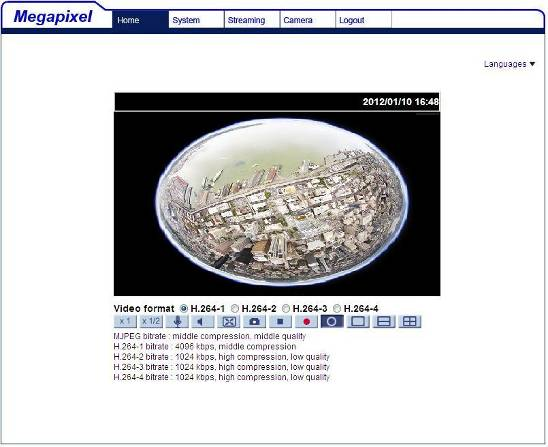 Megapixel
Home System Streaming Camera Logout
Languages ▼
2012/01/10 16:48
Video format H.264-1 H.264-2 H.264-3 H.264-4
x 1 x 1/2
MJPEG bitrate : middle compression, middle quality
H.264-1 bitrate : 4096 kbps, middle compression
H.264-2 bitrate : 1024 kbps, high compression, low quality
H.264-3 bitrate : 1024 kbps, high compression, low quality
H.264-4 bitrate : 1024 kbps, high compression, low quality